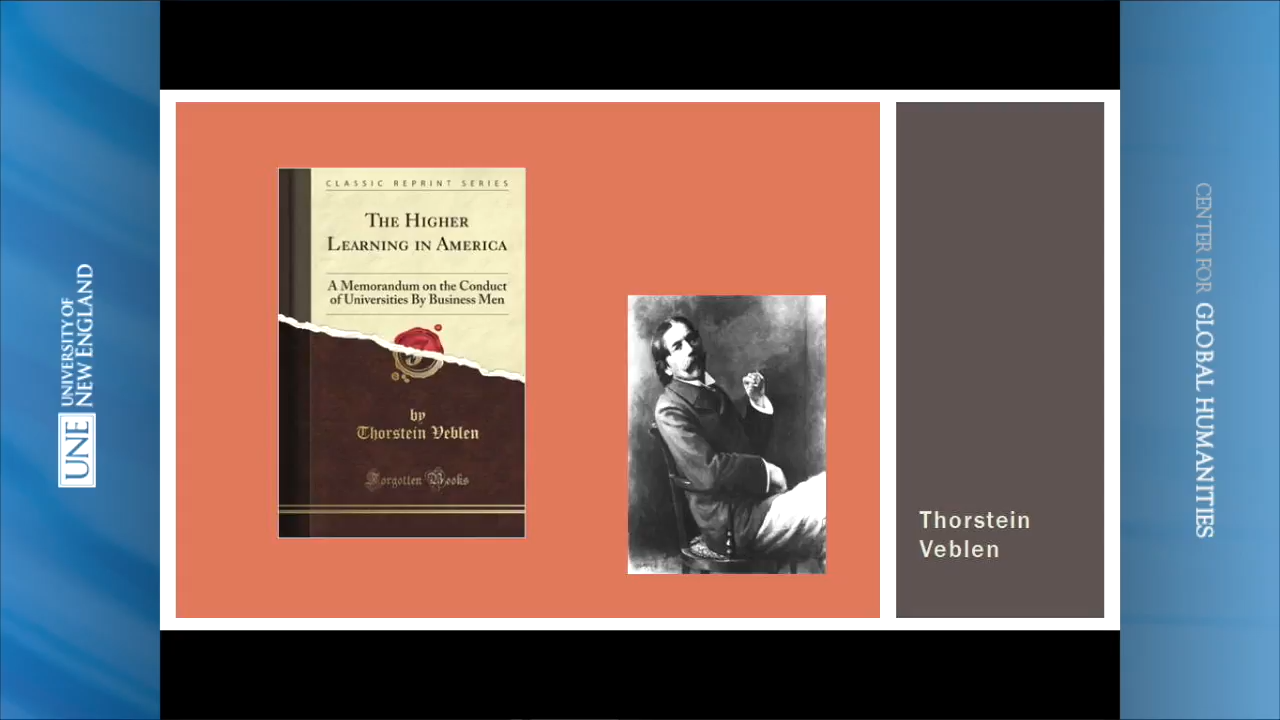 UNE
UNIVERSITY OF
NEW ENGLAND
CLASSIC REPRINT SERIES
THE HIGHER
LEARNING IN AMERICA
A Memorandum on the Conduct
of Universities By Business Men
by
Thorstein Veblen
Forgotten Books
Thorstein
Veblen
CENTER FOR GLOBAL HUMANITIES